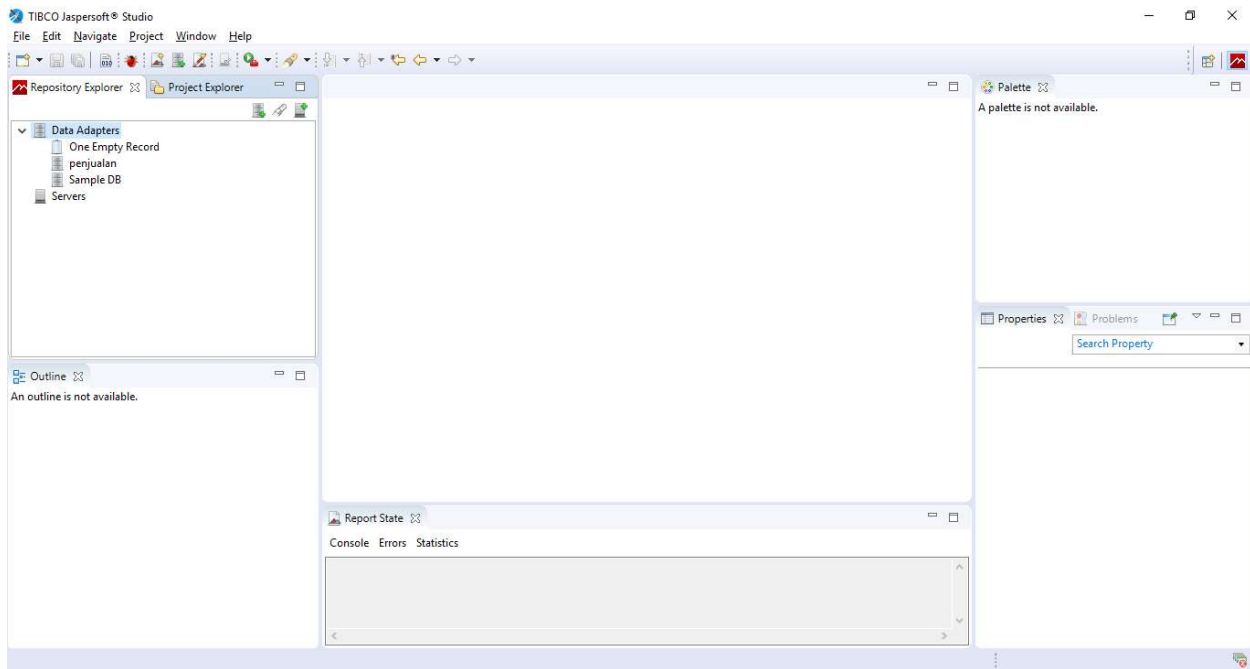 TIBCO Jaspersoft® Studio
File Edit Navigate Project Window Help
Repository Explorer Project Explorer
Data Adapters
One Empty Record
penjualan
Sample DB
Servers
Outline
An outline is not available.
Report State
Console Errors Statistics
Palette
A palette is not available.
Properties Problems
Search Property